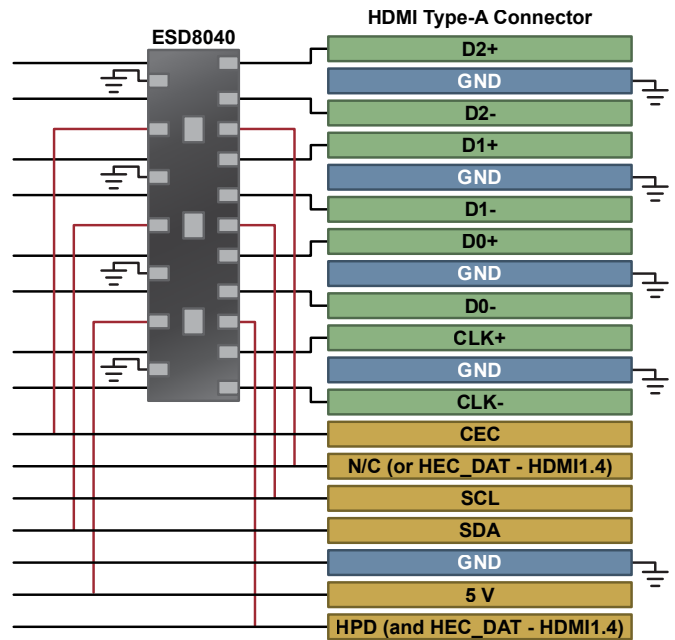 HDMI Type-A Connector
ESD8040
D2+
GND
D2-
D1+
GND
D1-
D0+
GND
D0-
CLK+
GND
CLK-
CEC
N/C (or HEC_DAT - HDMI1.4)
SCL
SDA
GND
5 V
HPD (and HEC_DAT - HDMI1.4)